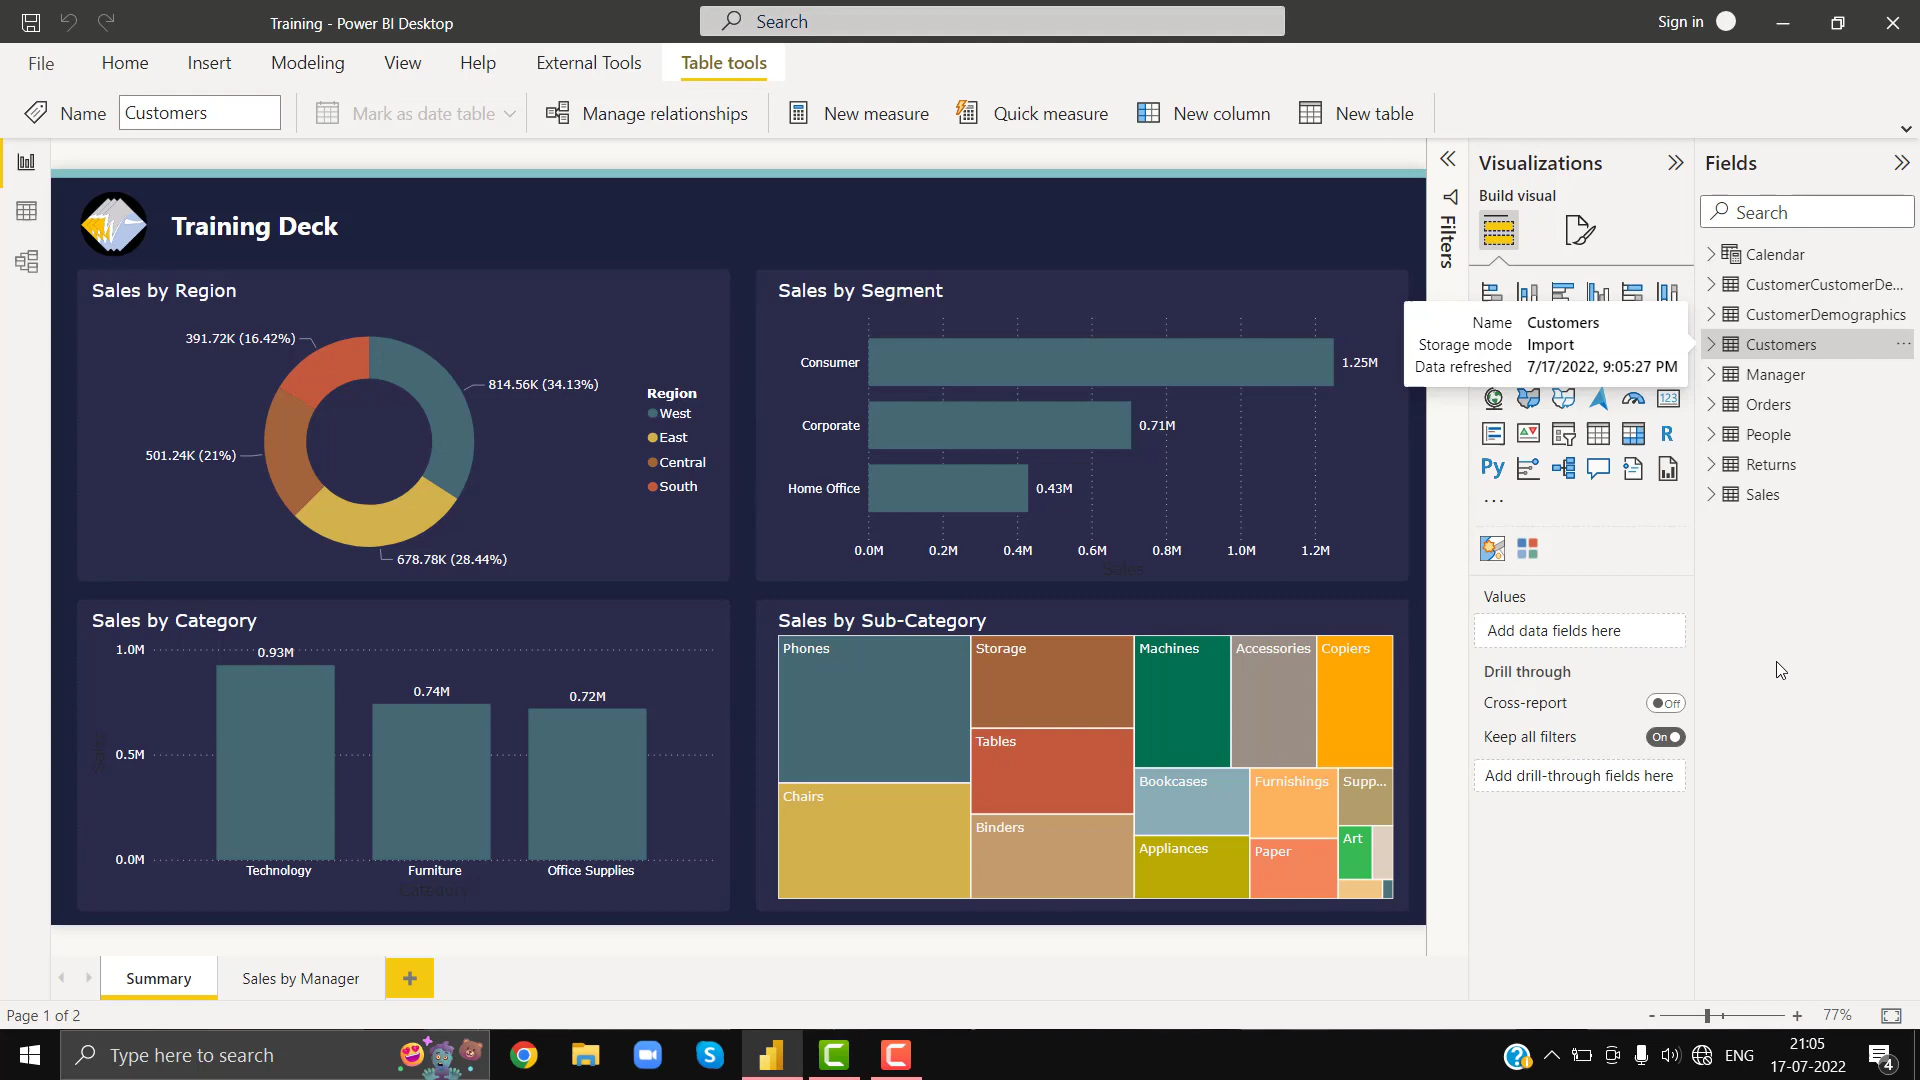 Training - Power BI Desktop
Search
Sign in
File
Home
Insert
Modeling
View
Help
External Tools
Table tools
Name
Customers
Mark as date table
Manage relationships
New measure
Quick measure
New column
New table
Training Deck
Sales by Region
391.72K (16.42%)
814.56K (34.13%)
501.24K (21%)
678.78K (28.44%)
Region
West
East
Central
South
Sales by Segment
Consumer
1.25M
Corporate
0.71M
Home Office
0.43M
0.0M 0.2M 0.4M 0.6M 0.8M 1.0M 1.2M
Sales
Sales by Category
1.0M
0.5M
0.0M
0.93M
0.74M
0.72M
Technology
Furniture
Office Supplies
Category
Sales by Sub-Category
Phones
Chairs
Storage
Tables
Binders
Machines
Accessories
Copiers
Bookcases
Appliances
Furnishings
Paper
Supp...
Art
Filters
Visualizations
Build visual
Name Customers
Storage mode Import
Data refreshed 7/17/2022, 9:05:27 PM
123
R
Py
...
Values
Add data fields here
Drill through
Cross-report
Off
Keep all filters
On
Add drill-through fields here
Fields
Search
Calendar
CustomerCustomerDe...
CustomerDemographics
Customers
...
Manager
Orders
People
Returns
Sales
Summary
Sales by Manager
+
Page 1 of 2
- + 77%
Type here to search
ENG
21:05
17-07-2022
4